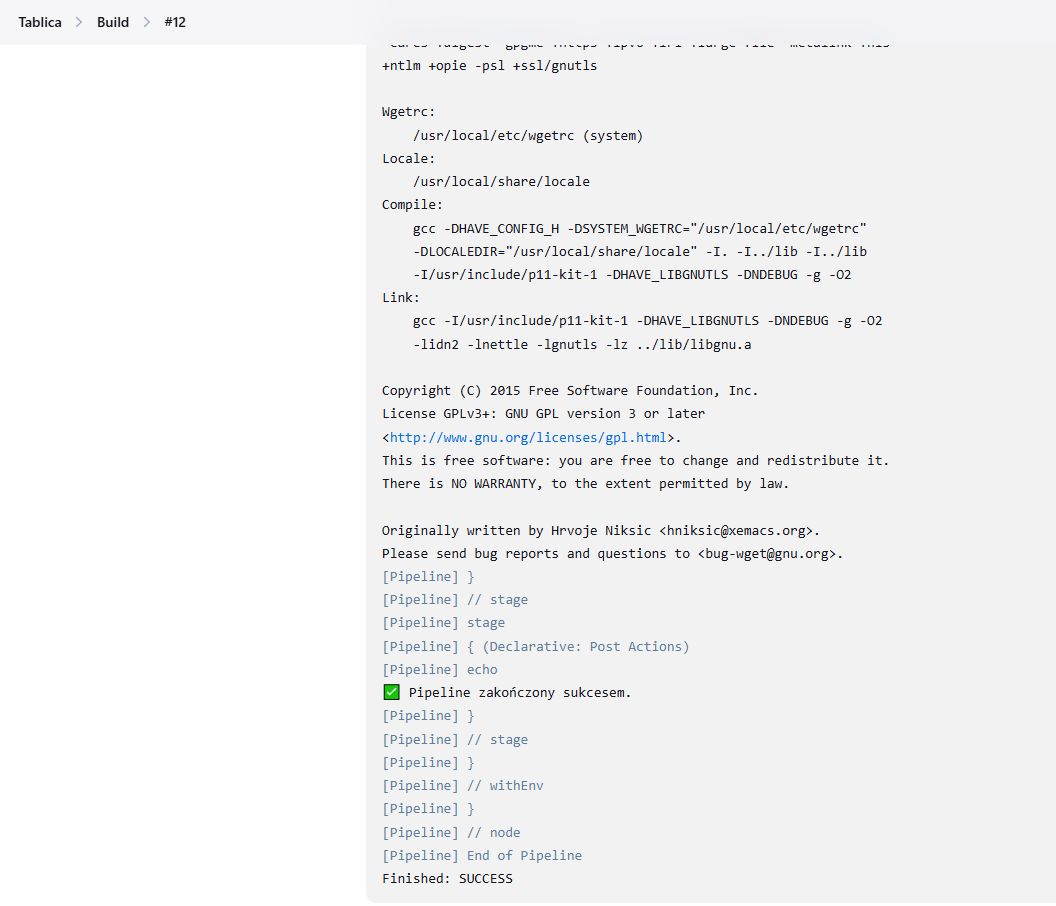 Tablica > Build > #12
+ntlm +opie -psl +ssl/gnutls
Wgetrc:
/usr/local/etc/wgetrc (system)
Locale:
/usr/local/share/locale
Compile:
gcc -DHAVE_CONFIG_H -DSYSTEM_WGETRC="/usr/local/etc/wgetrc"
-DLOCALEDIR="/usr/local/share/locale" -I. -I../lib -I../lib
-I/usr/include/p11-kit-1 -DHAVE_LIBGNUTLS -DNDEBUG -g -O2
Link:
gcc -I/usr/include/p11-kit-1 -DHAVE_LIBGNUTLS -DNDEBUG -g -O2
-lidn2 -lnettle -lgnutls -lz ../lib/libgnu.a
Copyright (C) 2015 Free Software Foundation, Inc.
License GPLv3+: GNU GPL version 3 or later
<http://www.gnu.org/licenses/gpl.html>.
This is free software: you are free to change and redistribute it.
There is NO WARRANTY, to the extent permitted by law.
Originally written by Hrvoje Niksic <hniksic@xemacs.org>.
Please send bug reports and questions to <bug-wget@gnu.org>.
[Pipeline] }
[Pipeline] // stage
[Pipeline] stage
[Pipeline] { (Declarative: Post Actions)
[Pipeline] echo
✅ Pipeline zakończony sukcesem.
[Pipeline] }
[Pipeline] // stage
[Pipeline] }
[Pipeline] // withEnv
[Pipeline] }
[Pipeline] // node
[Pipeline] End of Pipeline
Finished: SUCCESS